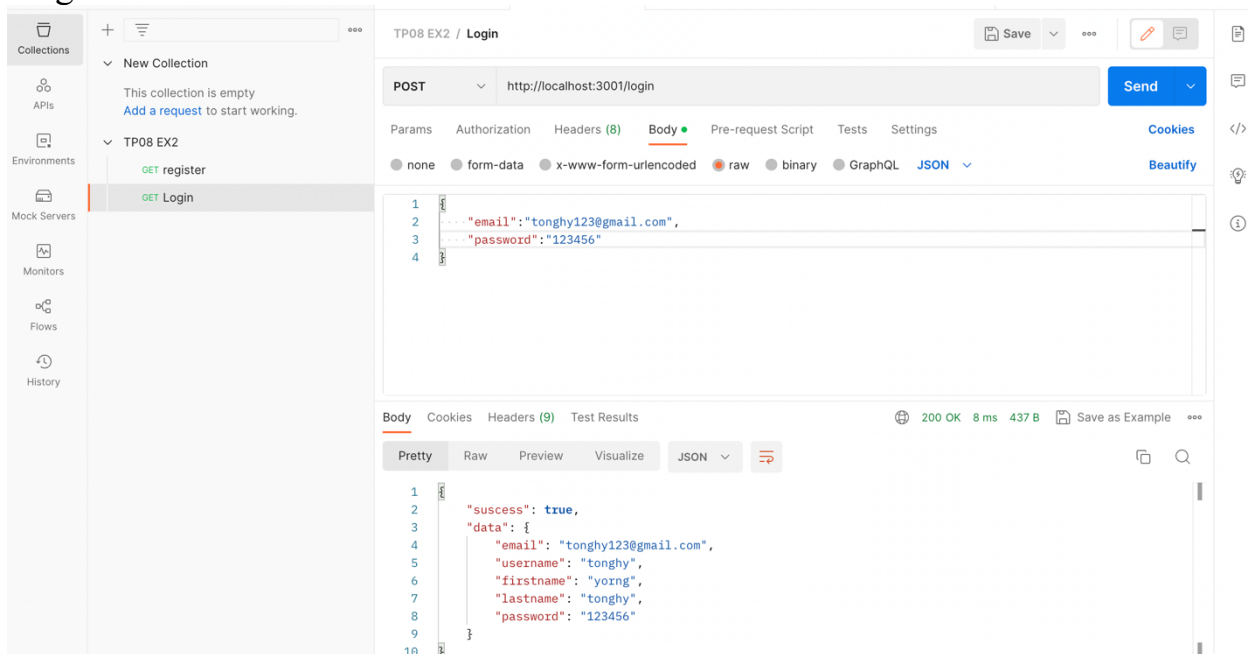 TP08 EX2 / Login
Save
Collections
New Collection
This collection is empty
Add a request to start working.
APIs
TP08 EX2
Environments
GET register
GET Login
Mock Servers
Monitors
Flows
History
POST
http://localhost:3001/login
Send
Params Authorization Headers (8) Body Pre-request Script Tests Settings Cookies
none form-data x-www-form-urlencoded raw binary GraphQL JSON Beautify
1 {
2 "email":"tonghy123@gmail.com",
3 "password":"123456"
4 }
Body Cookies Headers (9) Test Results 200 OK 8 ms 437 B Save as Example
Pretty Raw Preview Visualize JSON
1 {
2 "suscess": true,
3 "data": {
4 "email": "tonghy123@gmail.com",
5 "username": "tonghy",
6 "firstname": "yorng",
7 "lastname": "tonghy",
8 "password": "123456"
9 }
10 }